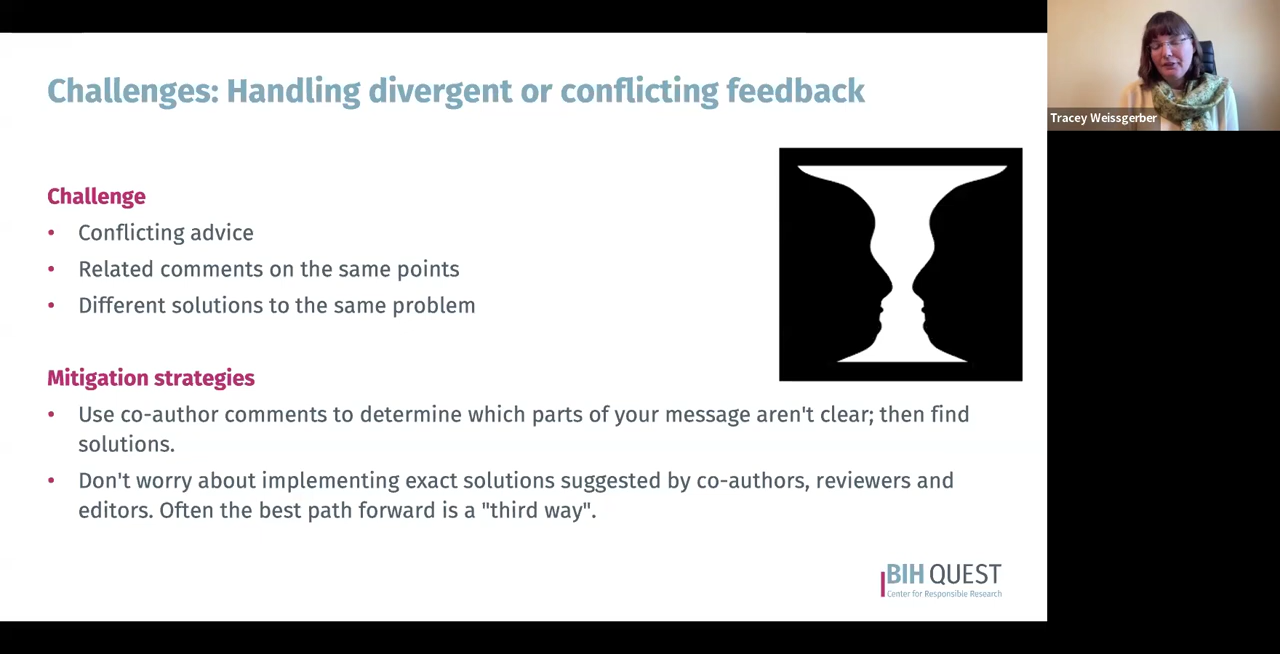 Challenges: Handling divergent or conflicting feedback
Tracey Weissgerber
Challenge
• Conflicting advice
• Related comments on the same points
• Different solutions to the same problem
Mitigation strategies
• Use co-author comments to determine which parts of your message aren't clear; then find
solutions.
• Don't worry about implementing exact solutions suggested by co-authors, reviewers and
editors. Often the best path forward is a "third way".
BIH QUEST
Center for Responsible Research